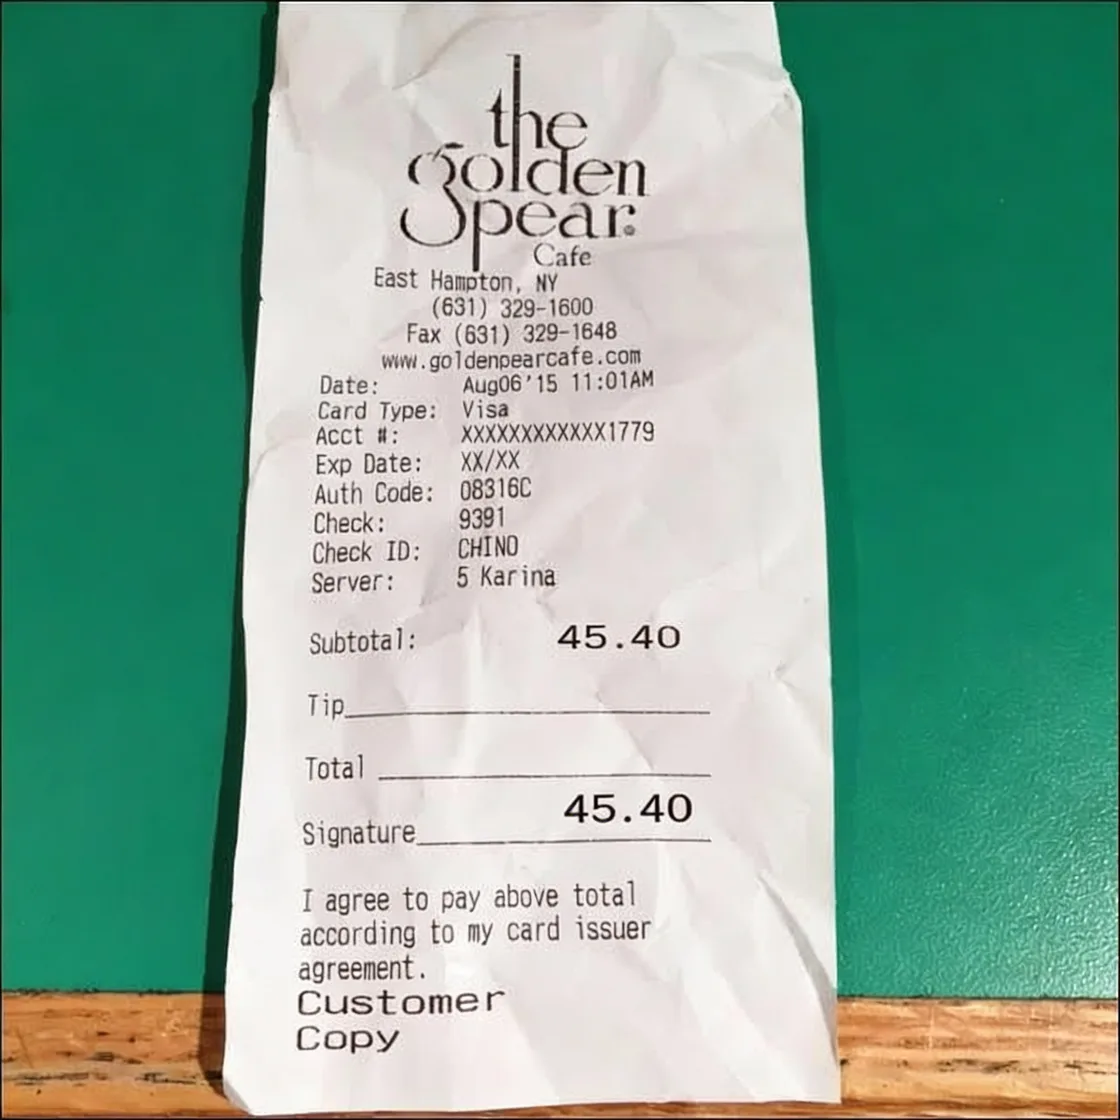 the
golden
Spear®
Cafe
East Hampton, NY
(631) 329-1600
Fax (631) 329-1648
www.goldenpearcafe.com
Date: Aug06'15 11:01AM
Card Type: Visa
Acct #: XXXXXXXXXXXX1779
Exp Date: XX/XX
Auth Code: 08316C
Check: 9391
Check ID: CHINO
Server: 5 Karina
Subtotal: 45.40
Tip
Total
45.40
Signature
I agree to pay above total
according to my card issuer
agreement.
Customer
Copy